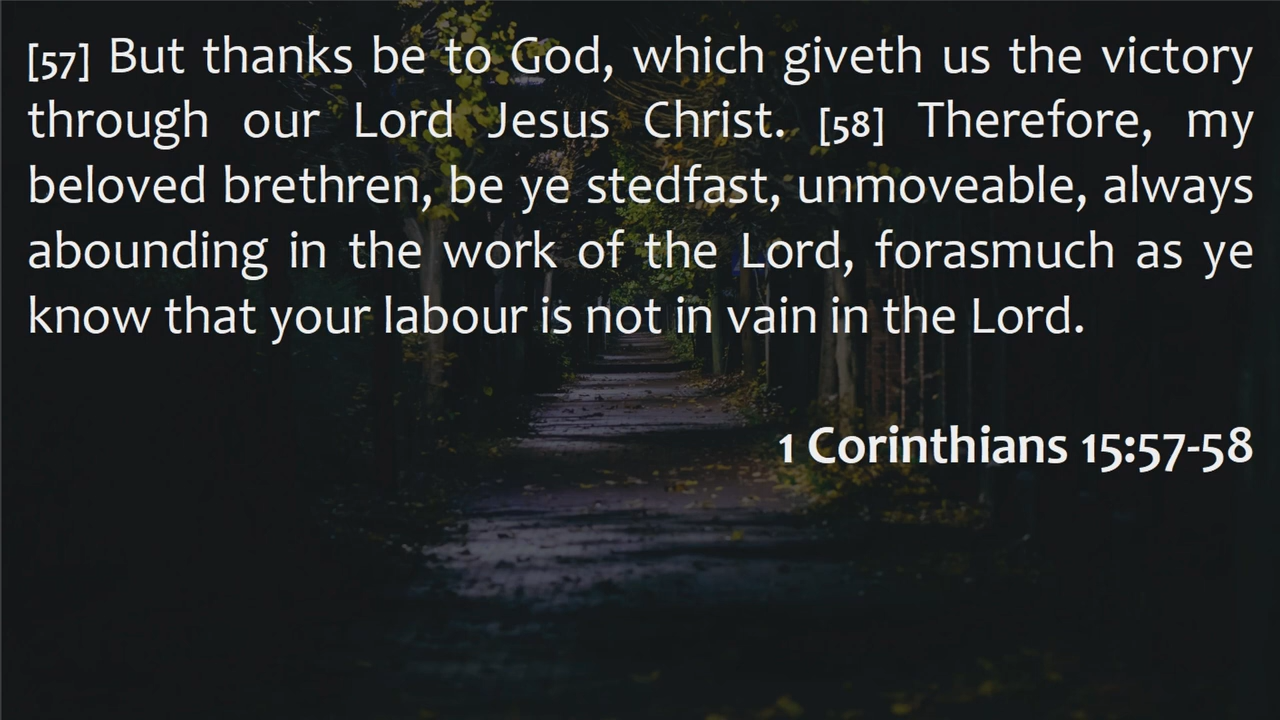 [57] But thanks be to God, which giveth us the victory
through our Lord Jesus Christ. [58] Therefore, my
beloved brethren, be ye stedfast, unmoveable, always
abounding in the work of the Lord, forasmuch as ye
know that your labour is not in vain in the Lord.
1 Corinthians 15:57-58